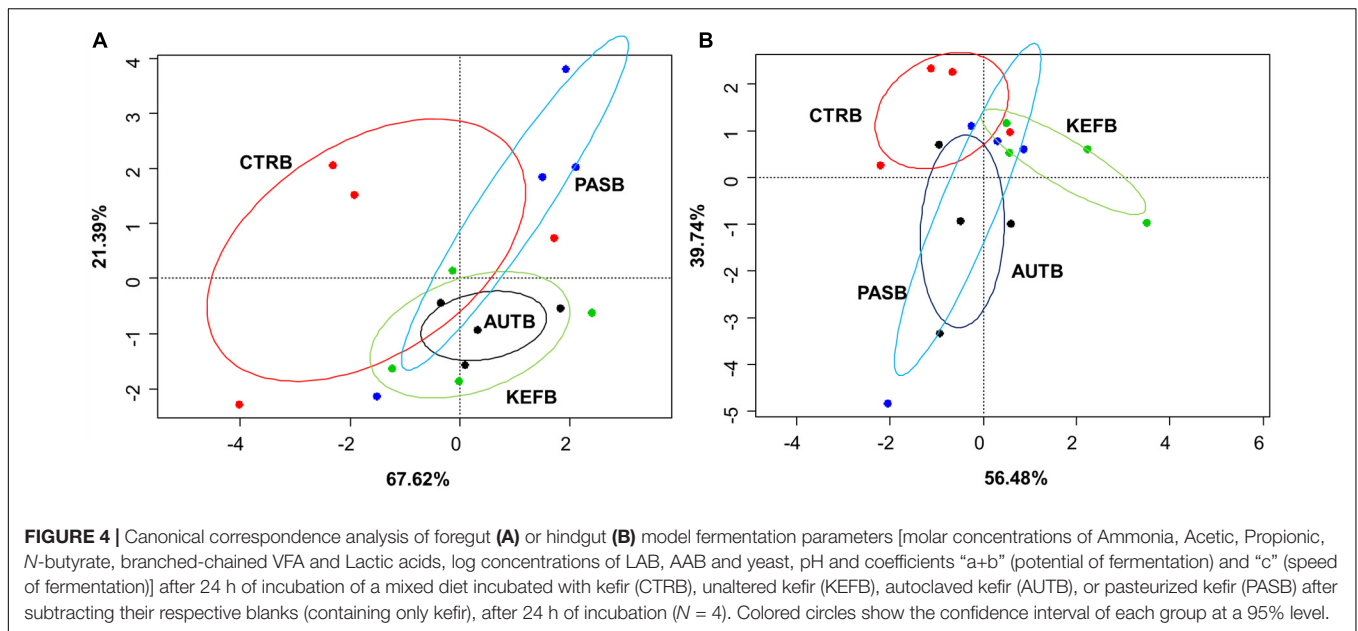 A
4
3
2
1
0
-1
-2
21.39%
CTRB
PASB
AUTB
KEFB
-4
-2
0
2
67.62%
B
2
1
0
-1
-2
-3
-4
-5
39.74%
CTRB
KEFB
AUTB
PASB
-4
-2
0
2
4
6
56.48%
FIGURE 4 | Canonical correspondence analysis of foregut (A) or hindgut (B) model fermentation parameters [molar concentrations of Ammonia, Acetic, Propionic,
N-butyrate, branched-chained VFA and Lactic acids, log concentrations of LAB, AAB and yeast, pH and coefficients “a+b” (potential of fermentation) and “c” (speed
of fermentation)] after 24 h of incubation of a mixed diet incubated with kefir (CTRB), unaltered kefir (KEFB), autoclaved kefir (AUTB), or pasteurized kefir (PASB) after
subtracting their respective blanks (containing only kefir), after 24 h of incubation (N = 4). Colored circles show the confidence interval of each group at a 95% level.